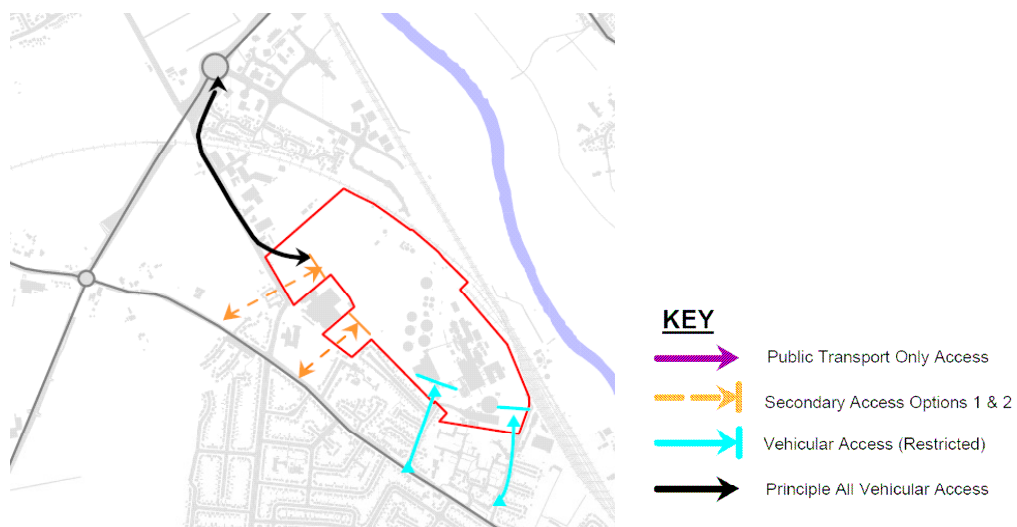 KEY
Public Transport Only Access
Secondary Access Options 1 & 2
Vehicular Access (Restricted)
Principle All Vehicular Access